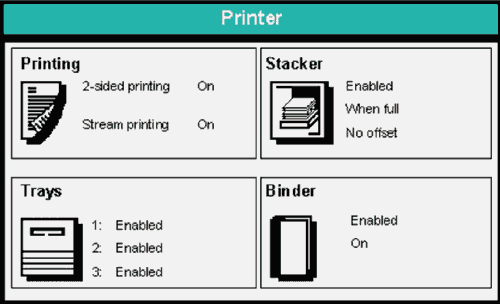 Printer
Printing
2-sided printing On
Stream printing On
Stacker
Enabled
When full
No offset
Trays
1: Enabled
2: Enabled
3: Enabled
Binder
Enabled
On